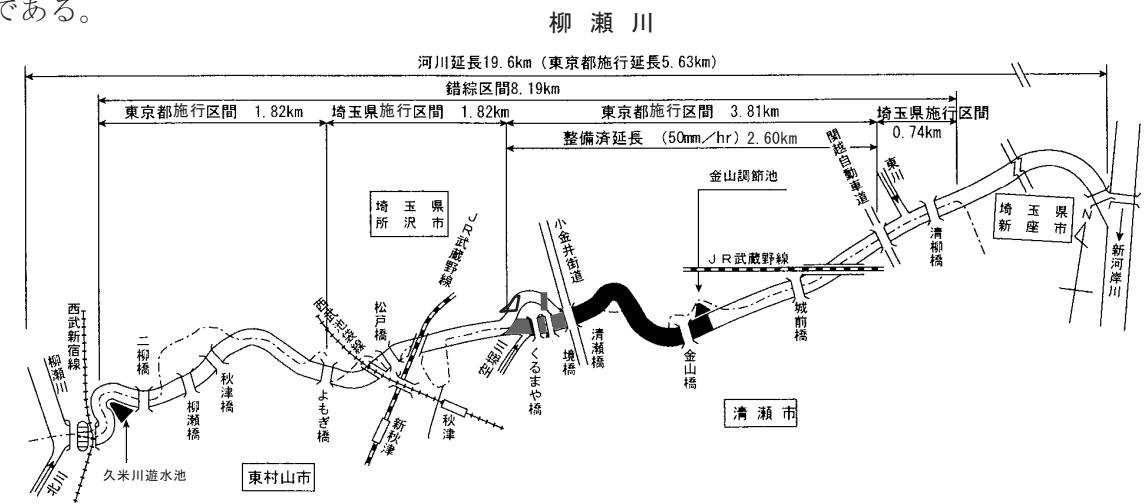 である。
柳瀬川
河川延長19.6km（東京都施行延長5.63km）
錯綜区間8.19km
東京都施行区間 1.82km
埼玉県施行区間 1.82km
東京都施行区間 3.81km
埼玉県施行区間
0.74km
整備済延長 （50mm／hr）2.60km
関越自動車道
東川
金山調節池
埼玉県
所沢市
JR武蔵野線
小金井街道
埼玉県
新座市
N
清柳橋
新河岸川
JR武蔵野線
西武新宿線
柳瀬川
二柳橋
西武池袋線
松戸橋
空堀川
くるまや橋
境橋
清瀬橋
金山橋
城前橋
柳瀬橋
秋津橋
よもぎ橋
新秋津
秋津
清瀬市
北川
久米川遊水池
東村山市